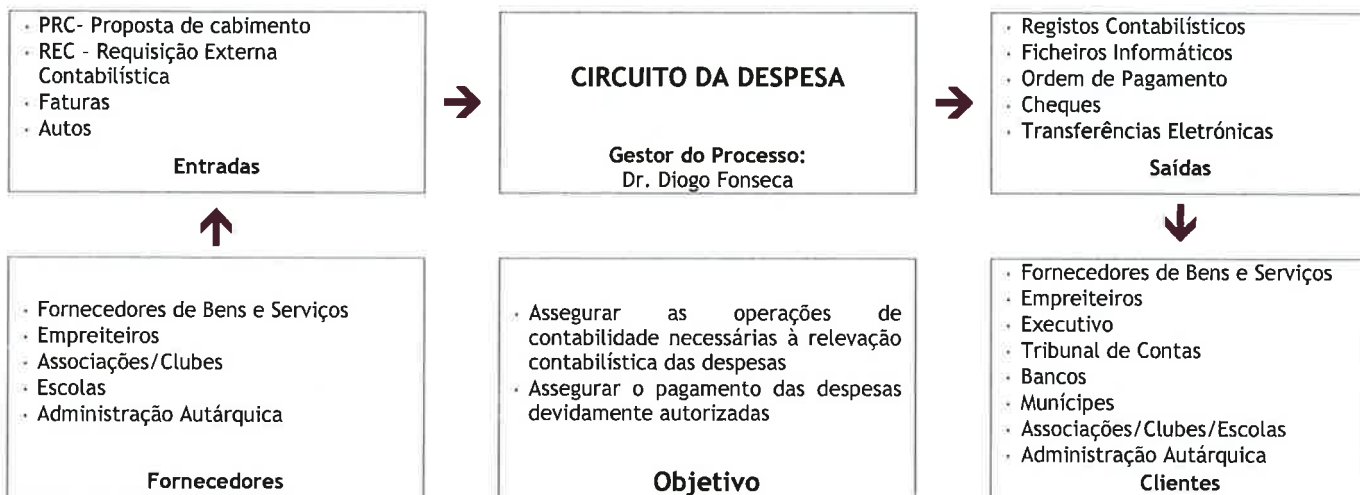 · PRC- Proposta de cabimento
· REC - Requisição Externa
Contabilística
· Faturas
· Autos
Entradas
CIRCUITO DA DESPESA
Gestor do Processo:
Dr. Diogo Fonseca
· Registos Contabilísticos
· Ficheiros Informáticos
· Ordem de Pagamento
· Cheques
· Transferências Eletrónicas
Saídas
· Fornecedores de Bens e Serviços
· Empreiteiros
· Associações/Clubes
· Escolas
· Administração Autárquica
Fornecedores
· Assegurar as operações de
contabilidade necessárias à relevação
contabilística das despesas
· Assegurar o pagamento das despesas
devidamente autorizadas
Objetivo
· Fornecedores de Bens e Serviços
· Empreiteiros
· Executivo
· Tribunal de Contas
· Bancos
· Munícipes
· Associações/Clubes/Escolas
· Administração Autárquica
Clientes